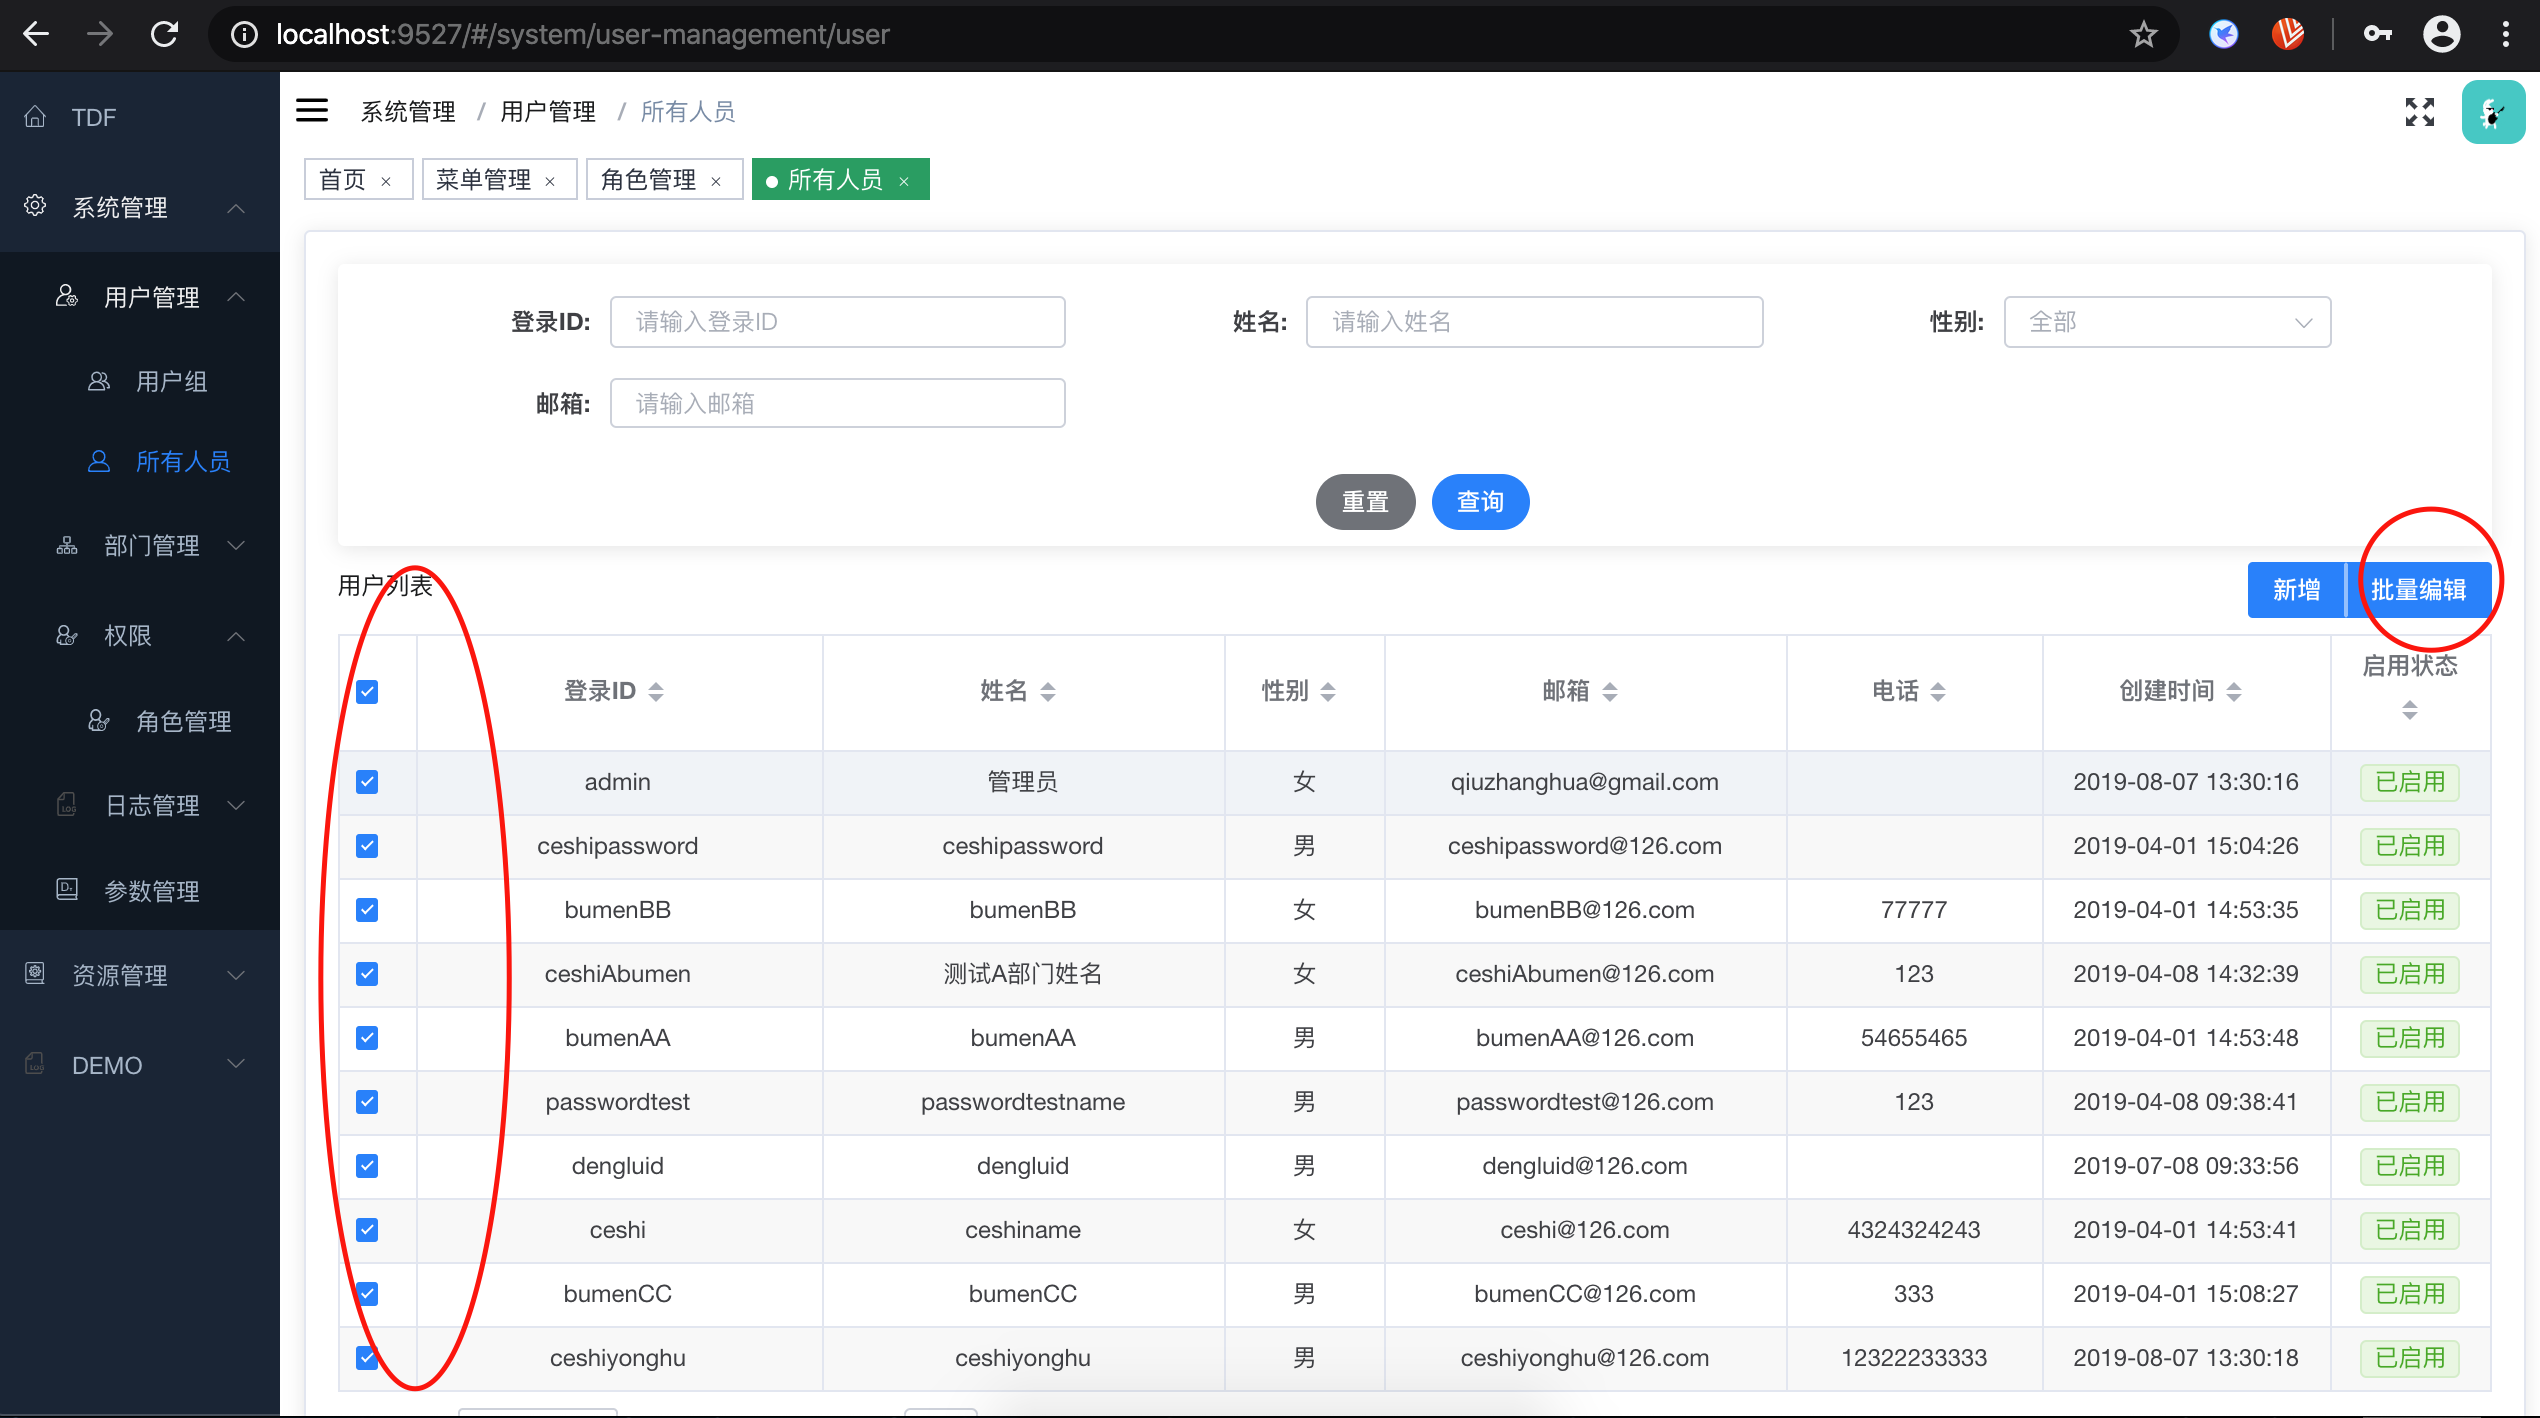 localhost:9527/#/system/user-management/user
TDF
系统管理
用户管理
用户组
所有人员
部门管理
权限
角色管理
日志管理
参数管理
资源管理
DEMO
系统管理 / 用户管理 / 所有人员
首页 × 菜单管理 × 角色管理 × 所有人员 ×
登录ID: 请输入登录ID 姓名: 请输入姓名 性别: 全部
邮箱: 请输入邮箱
重置 查询
用户列表 新增 批量编辑
登录ID 姓名 性别 邮箱 电话 创建时间 启用状态
admin 管理员 女 qiuzhanghua@gmail.com 2019-08-07 13:30:16 已启用
ceshipassword ceshipassword 男 ceshipassword@126.com 2019-04-01 15:04:26 已启用
bumenBB bumenBB 女 bumenBB@126.com 77777 2019-04-01 14:53:35 已启用
ceshiAbumen 测试A部门姓名 女 ceshiAbumen@126.com 123 2019-04-08 14:32:39 已启用
bumenAA bumenAA 男 bumenAA@126.com 54655465 2019-04-01 14:53:48 已启用
passwordtest passwordtestname 男 passwordtest@126.com 123 2019-04-08 09:38:41 已启用
dengluid dengluid 男 dengluid@126.com 2019-07-08 09:33:56 已启用
ceshi ceshiname 女 ceshi@126.com 4324324243 2019-04-01 14:53:41 已启用
bumenCC bumenCC 男 bumenCC@126.com 333 2019-04-01 15:08:27 已启用
ceshiyonghu ceshiyonghu 男 ceshiyonghu@126.com 12322233333 2019-08-07 13:30:18 已启用